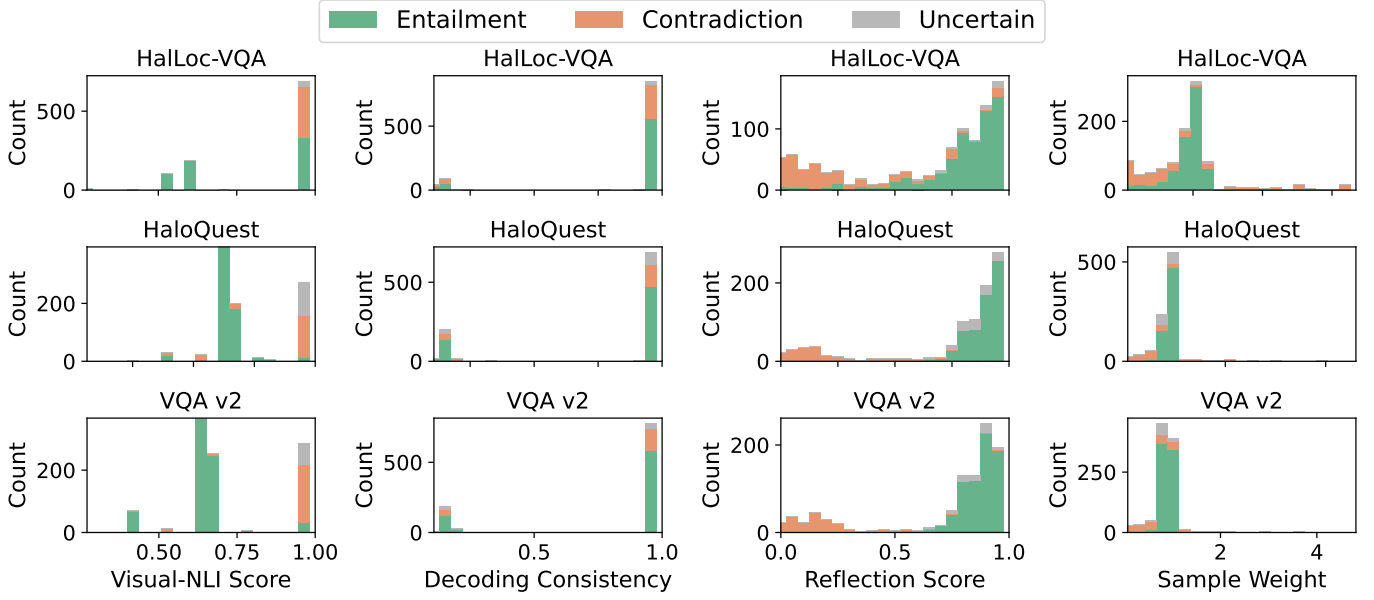 Entailment Contradiction Uncertain
HalLoc-VQA HalLoc-VQA HalLoc-VQA HalLoc-VQA
Count 500 0 Count 500 0 Count 100 0 Count 200 0
HaloQuest HaloQuest HaloQuest HaloQuest
Count 200 0 Count 500 0 Count 200 0 Count 500 0
VQA v2 VQA v2 VQA v2 VQA v2
Count 200 0 Count 500 0 Count 200 0 Count 250 0
0.50 0.75 1.00 0.5 1.0 0.0 0.5 1.0 2 4
Visual-NLI Score Decoding Consistency Reflection Score Sample Weight